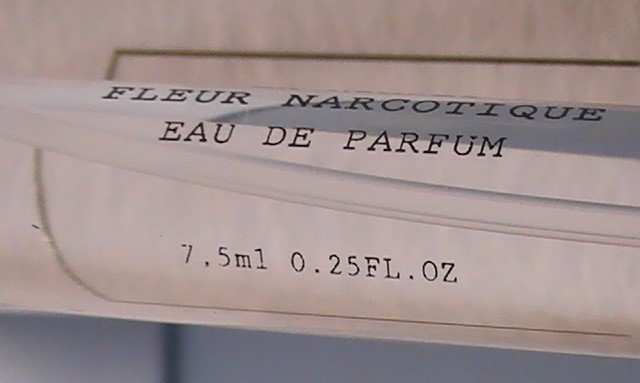 FLEUR NARCOTIQUE
EAU DE PARFUM
7.5ml 0.25FL.OZ